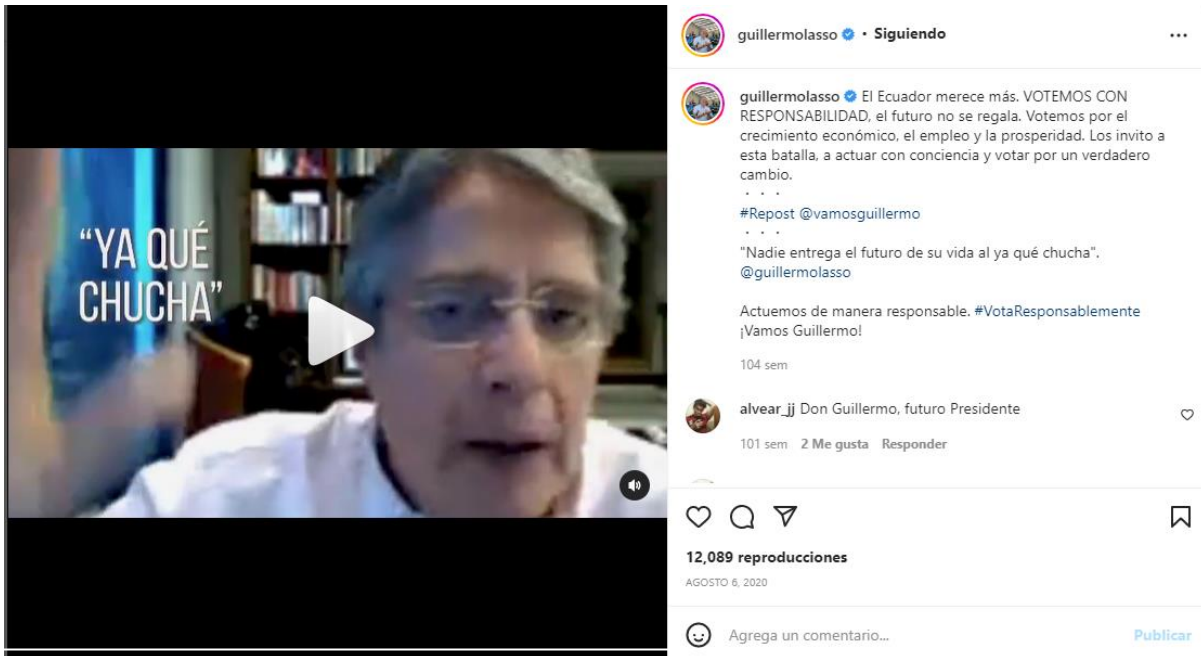 “YA QUÉ
CHUCHA”
guillermolasso • Siguiendo
guillermolasso El Ecuador merece más. VOTEMOS CON
RESPONSABILIDAD, el futuro no se regala. Votemos por el
crecimiento económico, el empleo y la prosperidad. Los invito a
esta batalla, a actuar con conciencia y votar por un verdadero
cambio.
. . .
#Repost @vamosguillermo
. . .
"Nadie entrega el futuro de su vida al ya qué chucha".
@guillermolasso
Actuemos de manera responsable. #VotaResponsablemente
¡Vamos Guillermo!
104 sem
alvear_jj Don Guillermo, futuro Presidente
101 sem 2 Me gusta Responder
12,089 reproducciones
AGOSTO 6, 2020
Agrega un comentario... Publicar